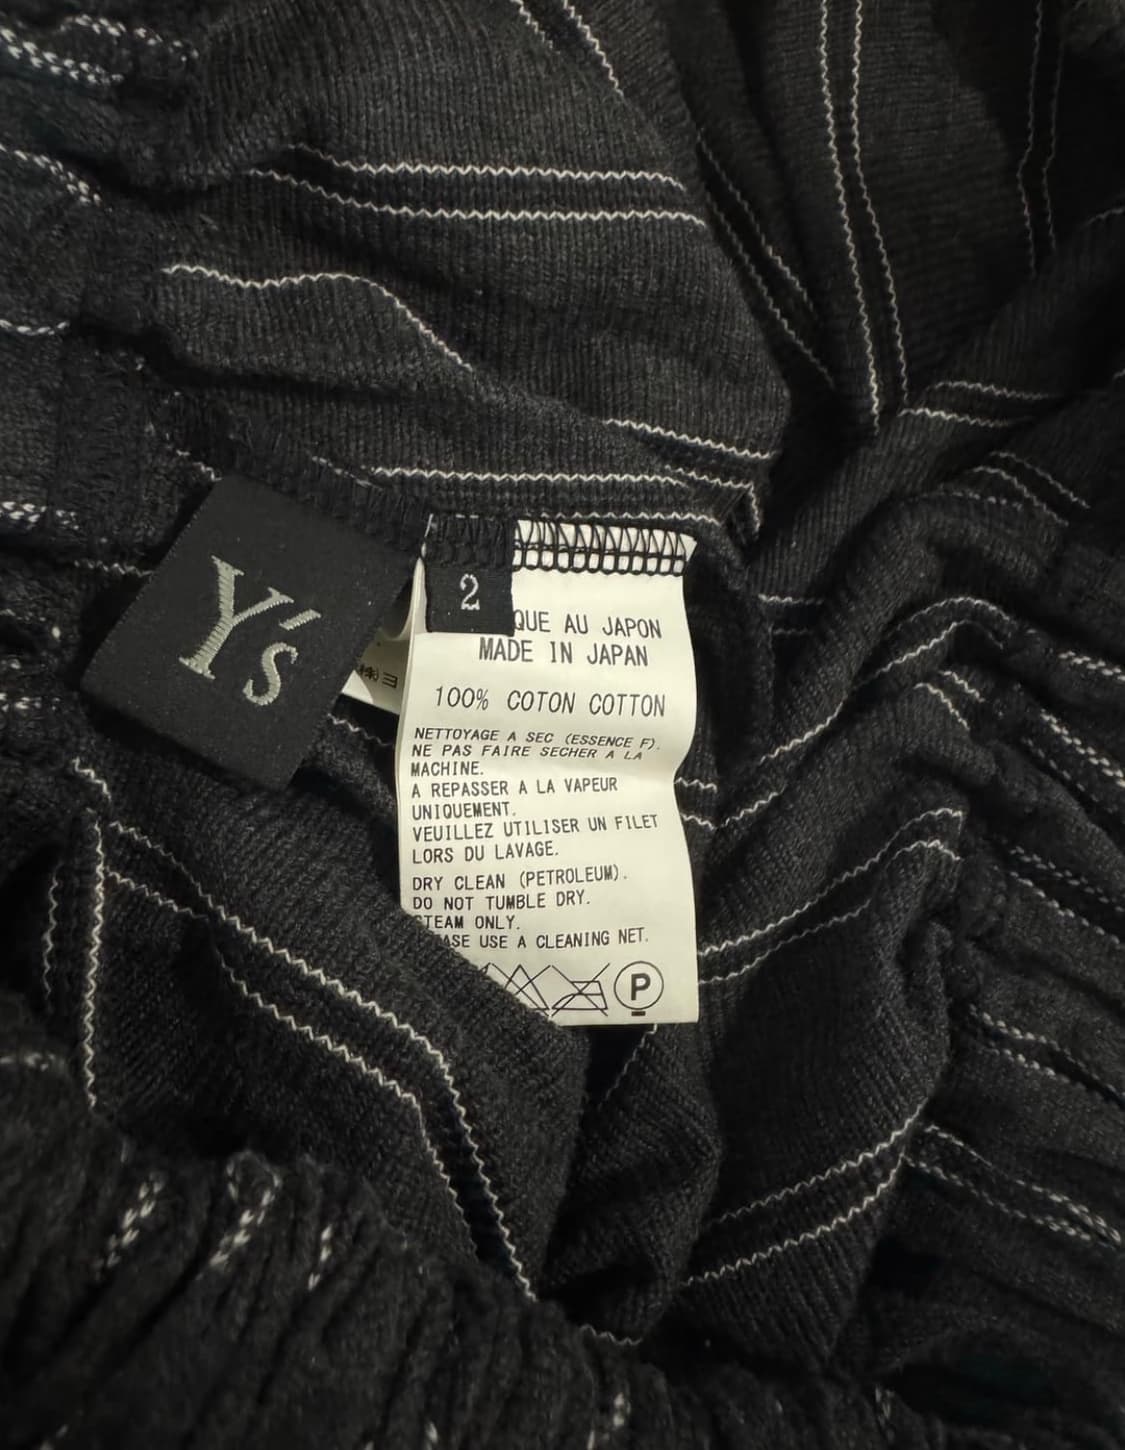 Y's
2
QUE AU JAPON
MADE IN JAPAN
100% COTON COTTON
NETTOYAGE A SEC (ESSENCE F).
NE PAS FAIRE SECHER A LA
MACHINE.
A REPASSER A LA VAPEUR
UNIQUEMENT.
VEUILLEZ UTILISER UN FILET
LORS DU LAVAGE.
DRY CLEAN (PETROLEUM).
DO NOT TUMBLE DRY.
STEAM ONLY.
ASE USE A CLEANING NET.
P